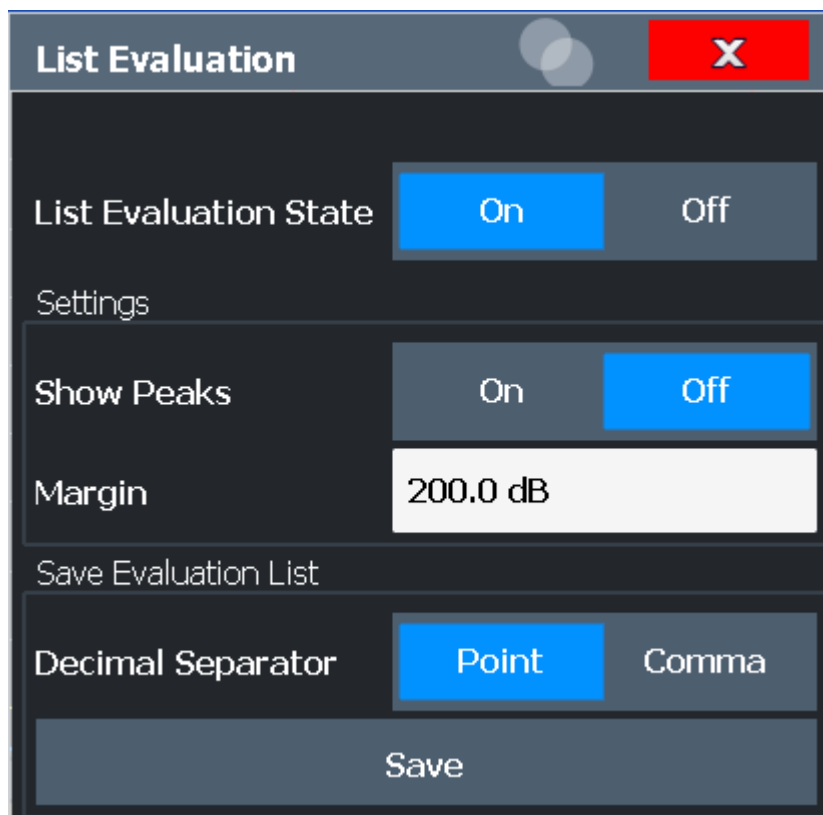 List Evaluation X
List Evaluation State On Off
Settings
Show Peaks On Off
Margin 200.0 dB
Save Evaluation List
Decimal Separator Point Comma
Save